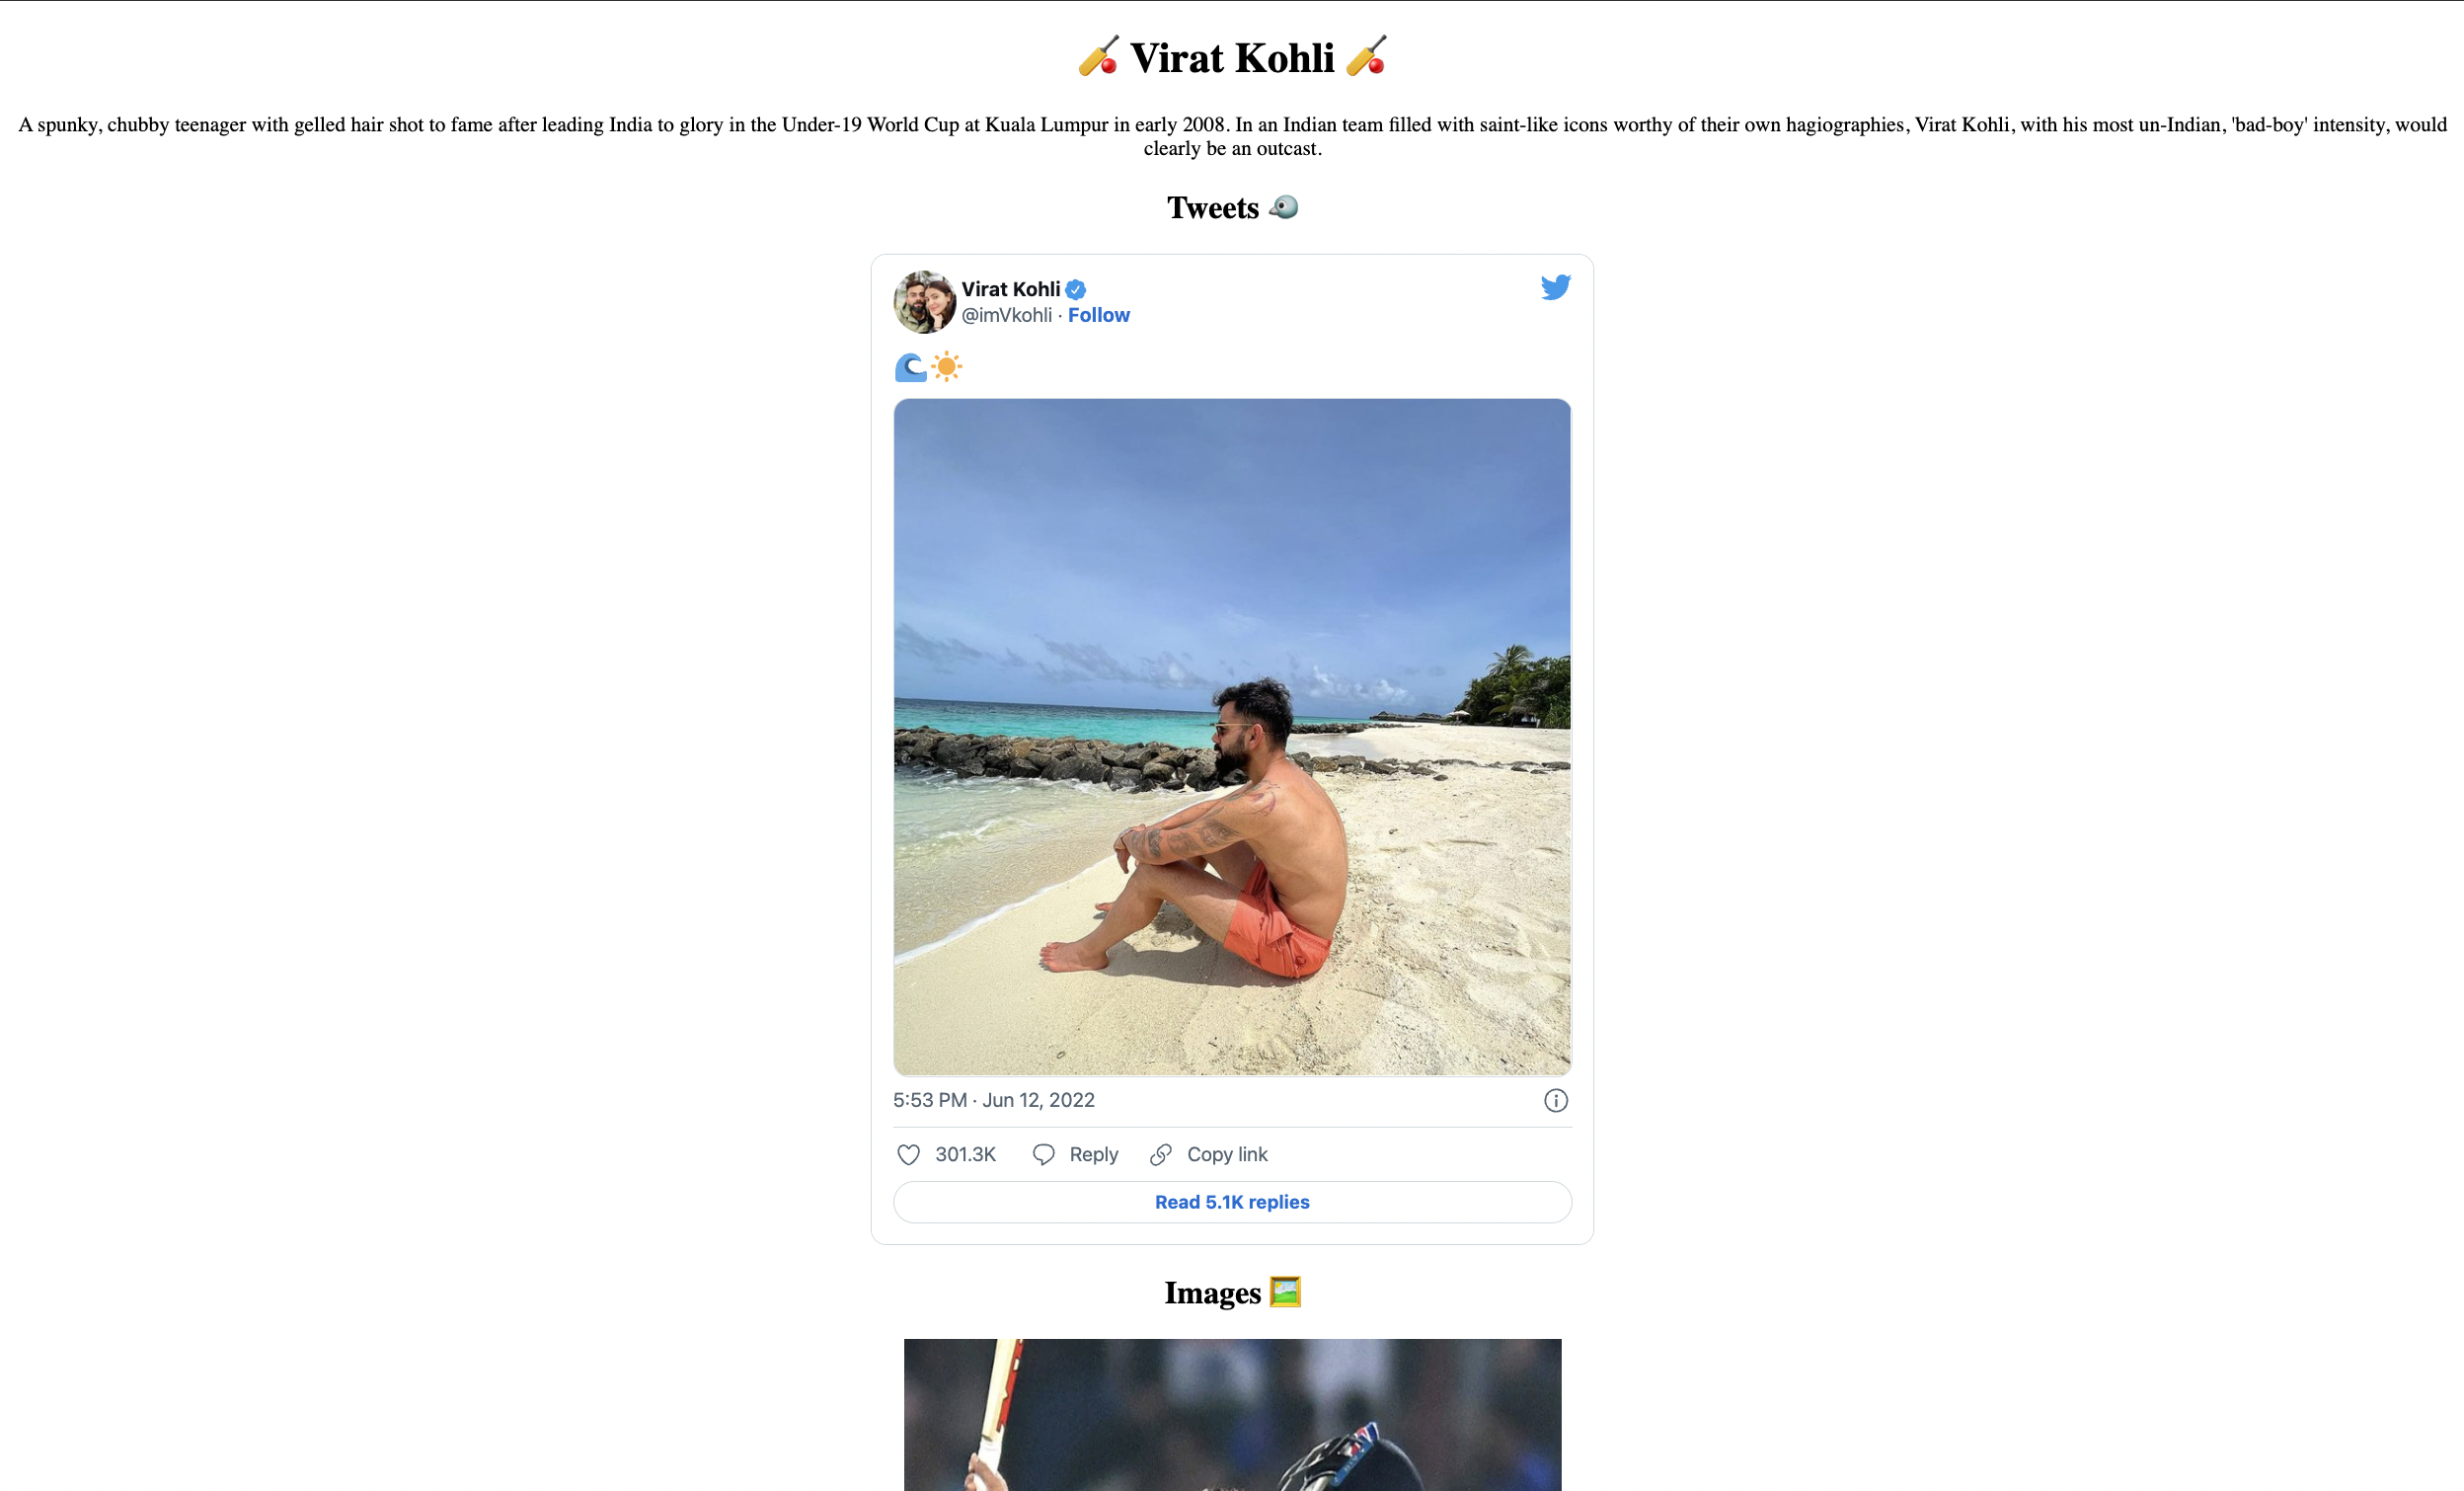 🏏 Virat Kohli 🏏
A spunky, chubby teenager with gelled hair shot to fame after leading India to glory in the Under-19 World Cup at Kuala Lumpur in early 2008. In an Indian team filled with saint-like icons worthy of their own hagiographies, Virat Kohli, with his most un-Indian, 'bad-boy' intensity, would
clearly be an outcast.
Tweets 🐦
Virat Kohli
@imVkohli · Follow
🌊☀️
5:53 PM · Jun 12, 2022
301.3K Reply Copy link
Read 5.1K replies
Images 🖼️